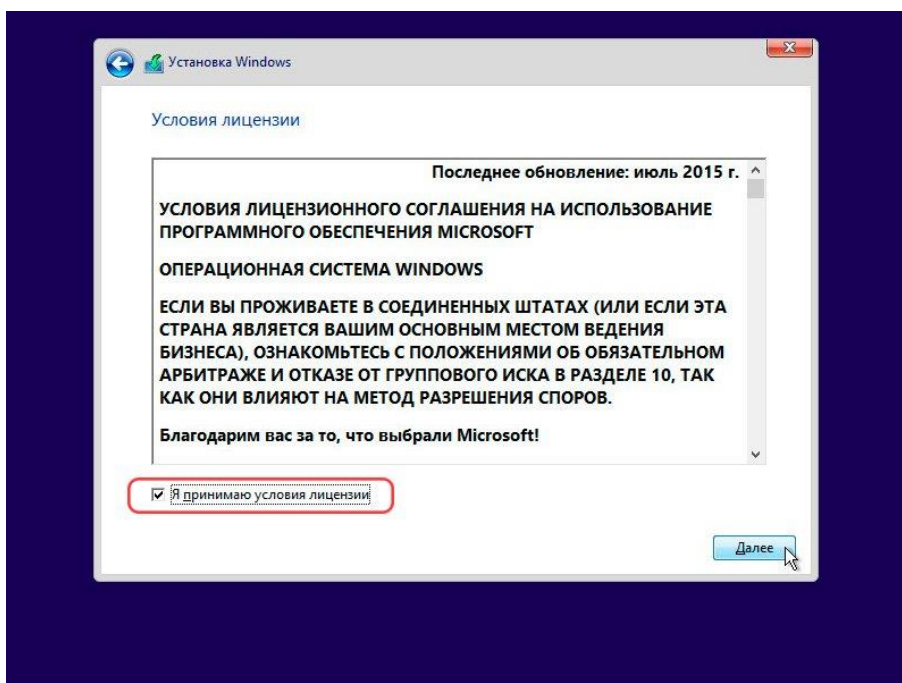 Установка Windows
Условия лицензии
Последнее обновление: июль 2015 г.
УСЛОВИЯ ЛИЦЕНЗИОННОГО СОГЛАШЕНИЯ НА ИСПОЛЬЗОВАНИЕ
ПРОГРАММНОГО ОБЕСПЕЧЕНИЯ MICROSOFT
ОПЕРАЦИОННАЯ СИСТЕМА WINDOWS
ЕСЛИ ВЫ ПРОЖИВАЕТЕ В СОЕДИНЕННЫХ ШТАТАХ (ИЛИ ЕСЛИ ЭТА
СТРАНА ЯВЛЯЕТСЯ ВАШИМ ОСНОВНЫМ МЕСТОМ ВЕДЕНИЯ
БИЗНЕСА), ОЗНАКОМЬТЕСЬ С ПОЛОЖЕНИЯМИ ОБ ОБЯЗАТЕЛЬНОМ
АРБИТРАЖЕ И ОТКАЗЕ ОТ ГРУППОВОГО ИСКА В РАЗДЕЛЕ 10, ТАК
КАК ОНИ ВЛИЯЮТ НА МЕТОД РАЗРЕШЕНИЯ СПОРОВ.
Благодарим вас за то, что выбрали Microsoft!
Я принимаю условия лицензии
Далее